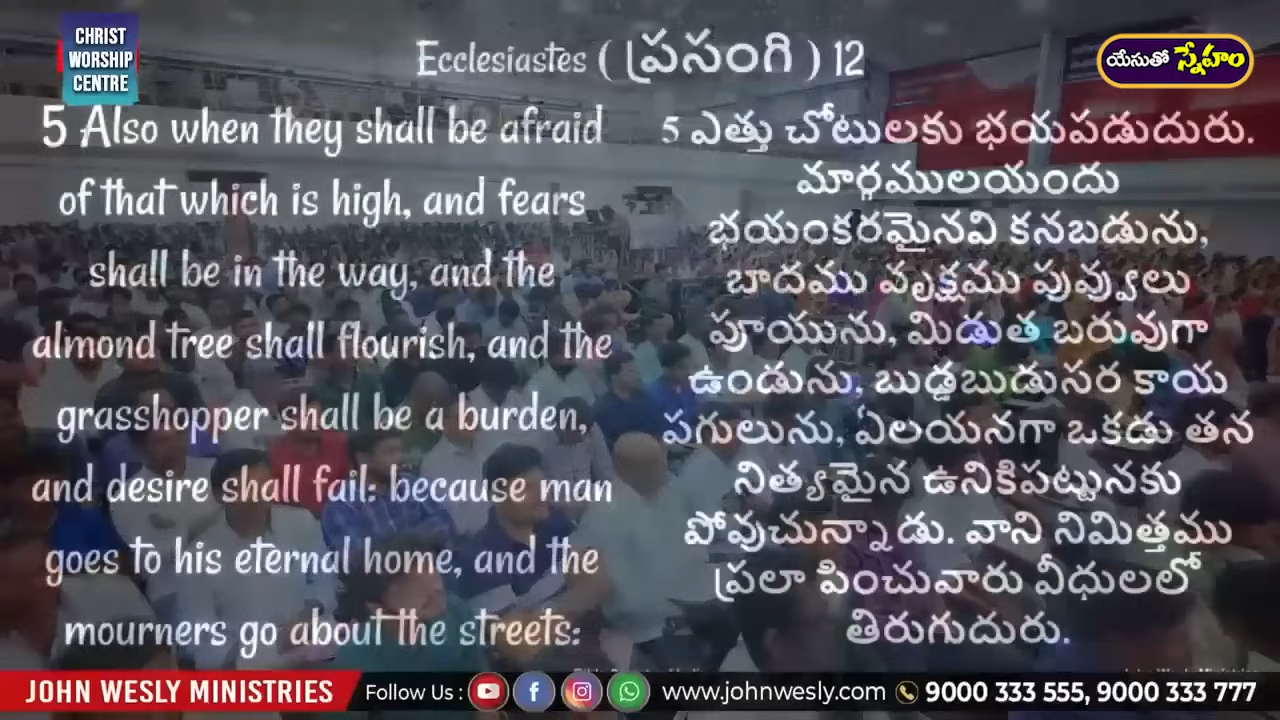 CHRIST
WORSHIP
CENTRE
Ecclesiastes ( ప్రసంగి ) 12
యేసుతో స్నేహం
5 Also when they shall be afraid
of that which is high, and fears
shall be in the way, and the
almond tree shall flourish, and the
grasshopper shall be a burden,
and desire shall fail: because man
goes to his eternal home, and the
mourners go about the streets:
5 ఎత్తు చోటులకు భయపడుదురు.
మార్గములయందు
భయంకరమైనవి కనబడును,
బాదము వృక్షము పువ్వులు
పూయును, మిడుత బరువుగా
ఉండును, బుడ్డబుడుసర కాయ
పగులును, ఏలయనగా ఒకడు తన
నిత్యమైన ఉనికిపట్టునకు
పోవుచున్నాడు. వాని నిమిత్తము
ప్రలా పించువారు వీధులలో
తిరుగుదురు.
JOHN WESLY MINISTRIES Follow Us : www.johnwesly.com 9000 333 555, 9000 333 777